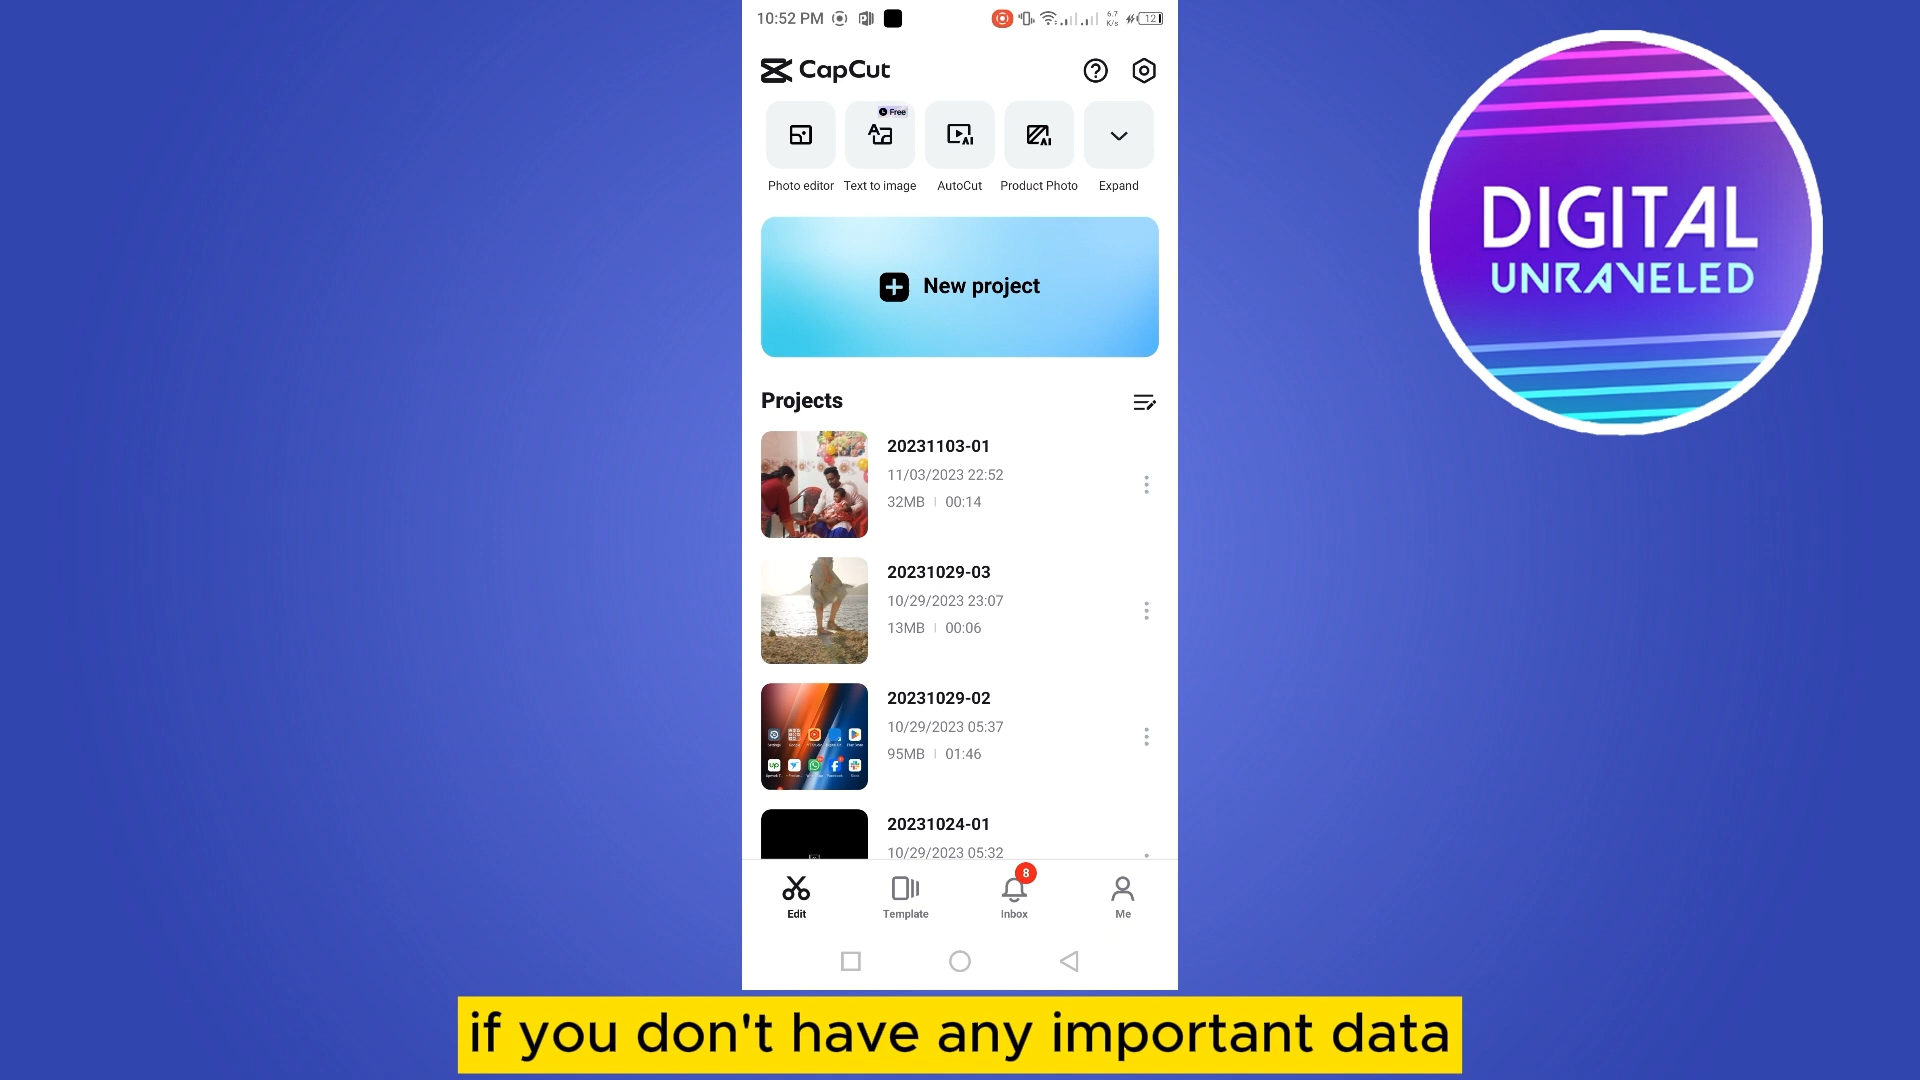 10:52 PM
6.7
K/s
12
CapCut
Free
Photo editor
Text to image
AutoCut
Product Photo
Expand
New project
Projects
20231103-01
11/03/2023 22:52
32MB | 00:14
20231029-03
10/29/2023 23:07
13MB | 00:06
20231029-02
10/29/2023 05:37
95MB | 01:46
20231024-01
10/29/2023 05:32
8
Edit
Template
Inbox
Me
DIGITAL
UNRAVELED
if you don't have any important data